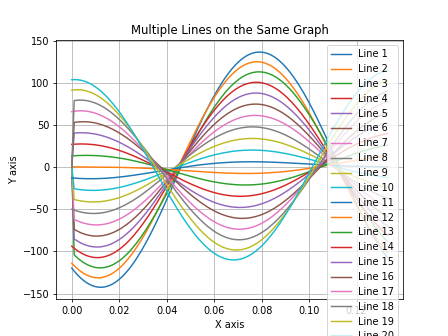 Multiple Lines on the Same Graph
150
100
50
0
−50
−100
−150
Y axis
0.00
0.02
0.04
0.06
0.08
0.10
X axis
Line 1
Line 2
Line 3
Line 4
Line 5
Line 6
Line 7
Line 8
Line 9
Line 10
Line 11
Line 12
Line 13
Line 14
Line 15
Line 16
Line 17
Line 18
Line 19
Line 20